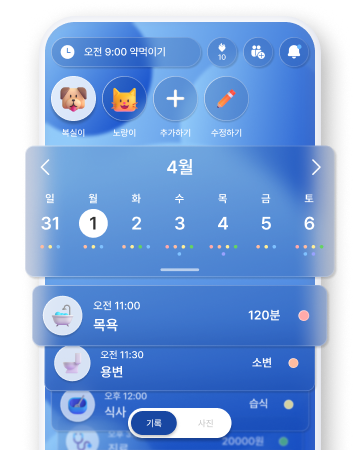 오전 9:00 약먹이기
10
복실이 노랑이 추가하기 수정하기
4월
일 월 화 수 목 금 토
31 1 2 3 4 5 6
오전 11:00
목욕 120분
오전 11:30
용변 소변
오후 12:00
식사 습식
기록 사진
진료 20000원